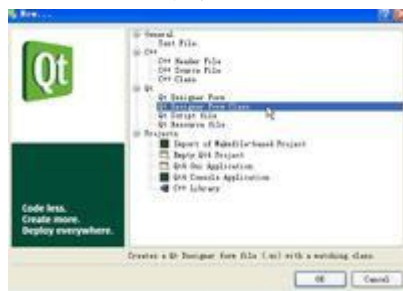 New...
General
Text File
C++
C++ Header File
C++ Source File
C++ Class
Qt
Qt Designer Form
Qt Designer Form Class
Qt Script file
Qt Resource file
Projects
Import of Makefile-based Project
Empty Qt4 Project
Qt4 Gui Application
Qt4 Console Application
C++ Library
Qt
Code less.
Create more.
Deploy everywhere.
Creates a Qt Designer form file (.ui) with a matching class.
OK
Cancel